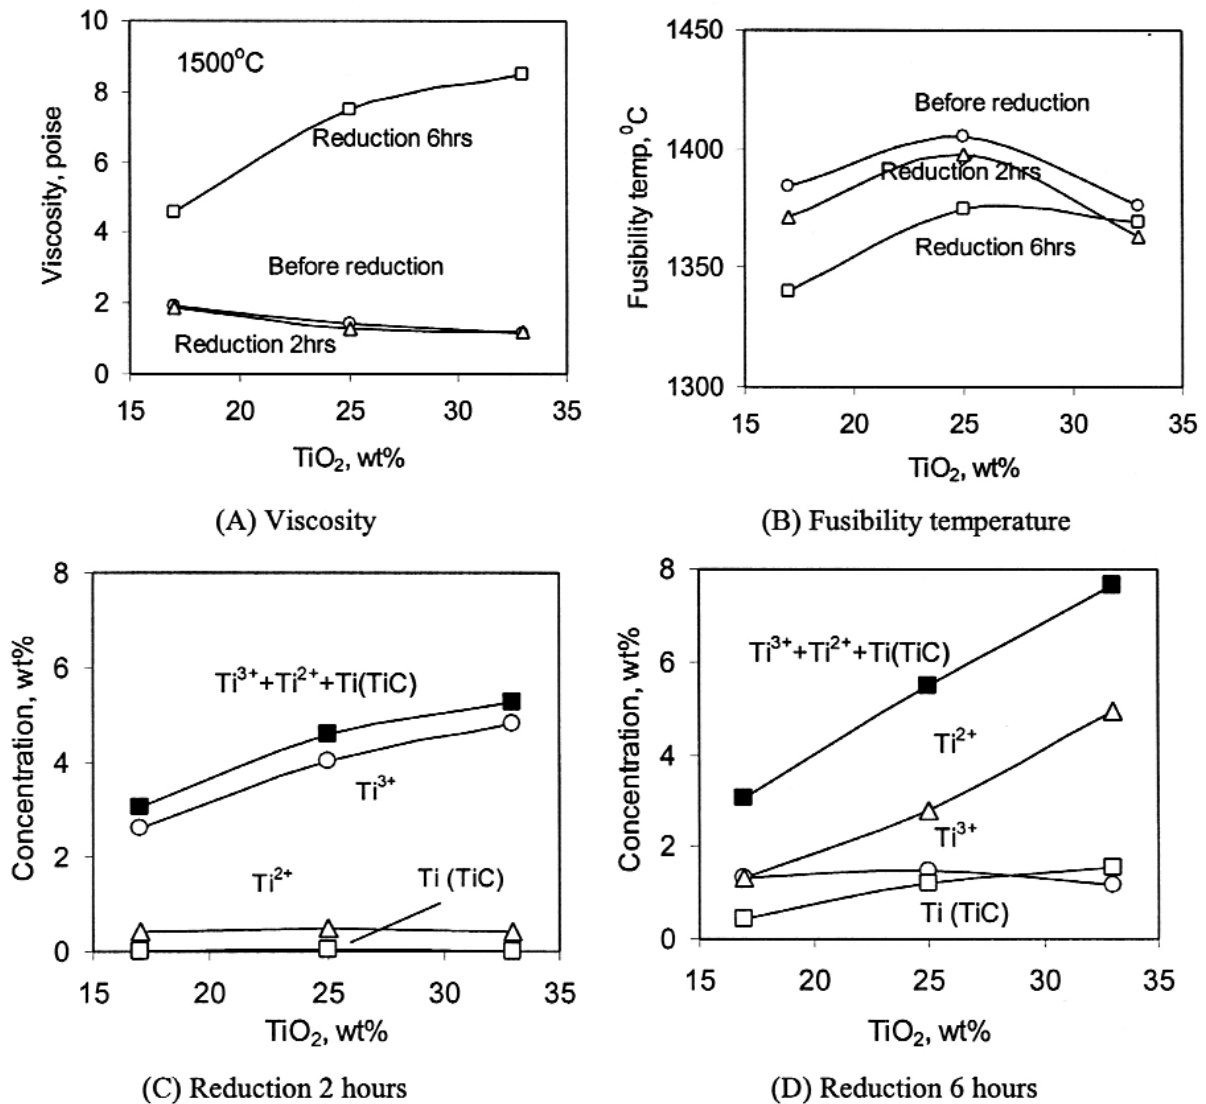 10
8
6
4
2
0
15
20
25
30
35
Viscosity, poise
1500°C
Reduction 6hrs
Before reduction
Reduction 2hrs
TiO₂, wt%
(A) Viscosity
1450
1400
1350
1300
15
20
25
30
35
Fusibility temp, °C
Before reduction
Reduction 2hrs
Reduction 6hrs
TiO₂, wt%
(B) Fusibility temperature
8
6
4
2
0
15
20
25
30
35
Concentration, wt%
Ti³⁺+Ti²⁺+Ti(TiC)
Ti³⁺
Ti²⁺
Ti (TiC)
TiO₂, wt%
(C) Reduction 2 hours
8
6
4
2
0
15
20
25
30
35
Concentration, wt%
Ti³⁺+Ti²⁺+Ti(TiC)
Ti²⁺
Ti³⁺
Ti (TiC)
TiO₂, wt%
(D) Reduction 6 hours